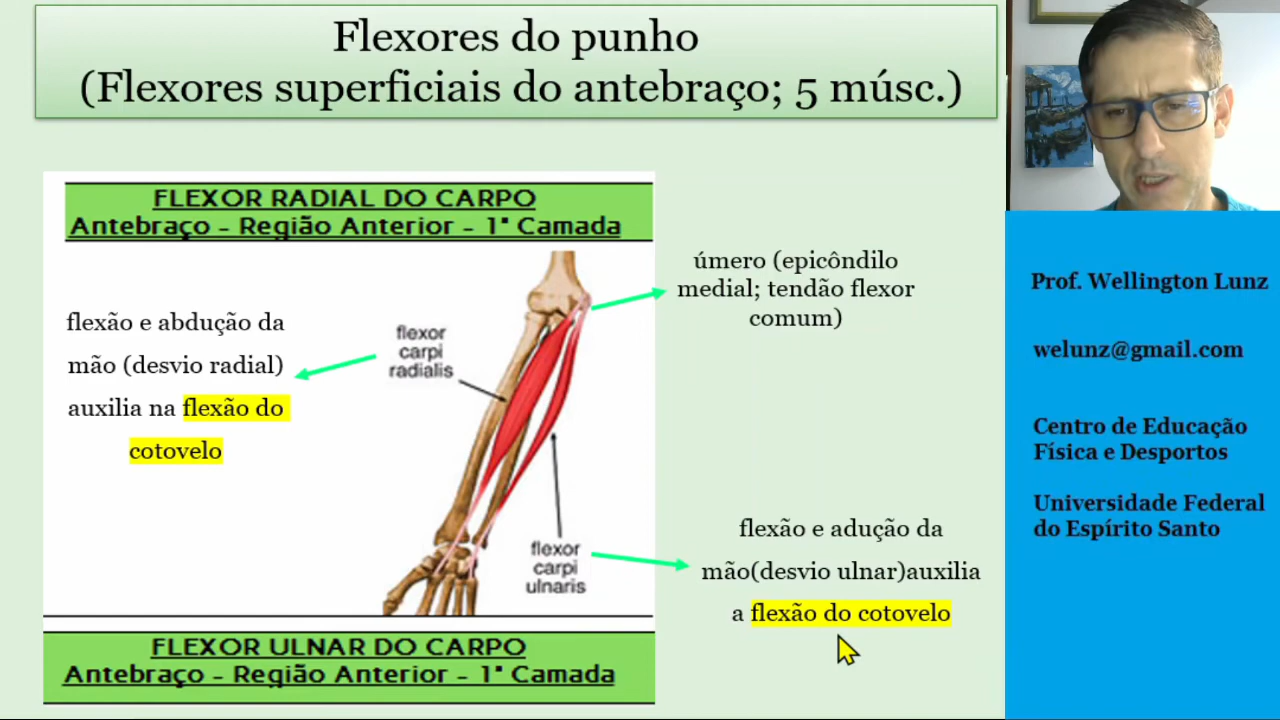 Flexores do punho
(Flexores superficiais do antebraço; 5 músc.)
FLEXOR RADIAL DO CARPO
Antebraço - Região Anterior - 1ª Camada
úmero (epicôndilo
medial; tendão flexor
comum)
flexão e abdução da
mão (desvio radial)
auxilia na flexão do
cotovelo
flexor
carpi
radialis
flexor
carpi
ulnaris
flexão e adução da
mão(desvio ulnar)auxilia
a flexão do cotovelo
FLEXOR ULNAR DO CARPO
Antebraço - Região Anterior - 1ª Camada
Prof. Wellington Lunz
welunz@gmail.com
Centro de Educação
Física e Desportos
Universidade Federal
do Espírito Santo